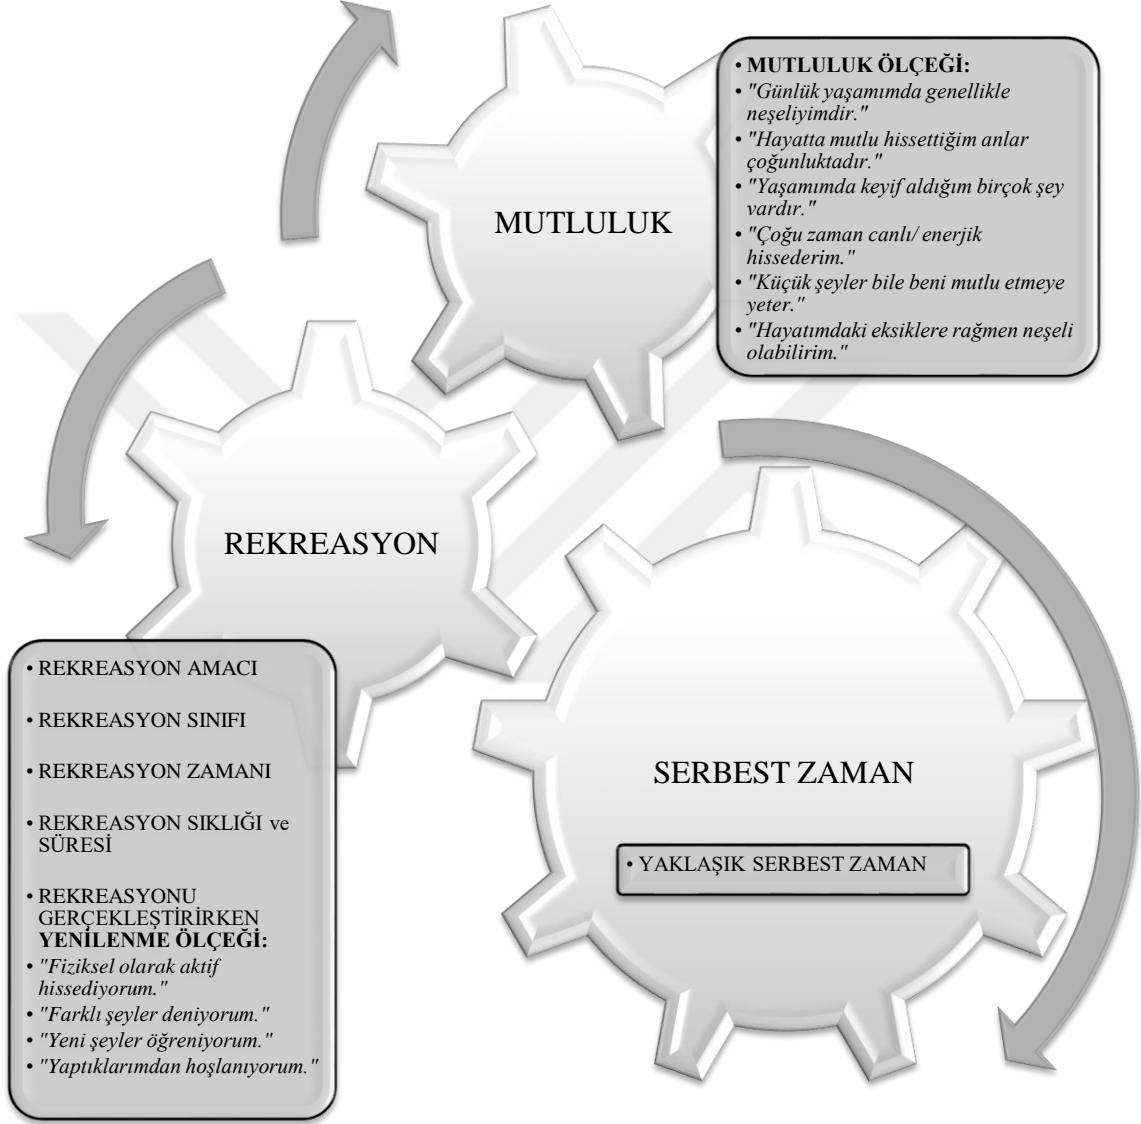 MUTLULUK
• MUTLULUK ÖLÇEĞİ:
• "Günlük yaşamımda genellikle
neşeliyimdir."
• "Hayatta mutlu hissettiğim anlar
çoğunluktadır."
• "Yaşamımda keyif aldığım birçok şey
vardır."
• "Çoğu zaman canlı/ enerjik
hissederim."
• "Küçük şeyler bile beni mutlu etmeye
yeter."
• "Hayatımdaki eksiklere rağmen neşeli
olabilirim."
REKREASYON
• REKREASYON AMACI
• REKREASYON SINIFI
• REKREASYON ZAMANI
• REKREASYON SIKLIĞI ve
SÜRESİ
• REKREASYONU
GERÇEKLEŞTİRİRKEN
YENİLENME ÖLÇEĞİ:
• "Fiziksel olarak aktif
hissediyorum."
• "Farklı şeyler deniyorum."
• "Yeni şeyler öğreniyorum."
• "Yaptıklarımdan hoşlanıyorum."
SERBEST ZAMAN
• YAKLAŞIK SERBEST ZAMAN